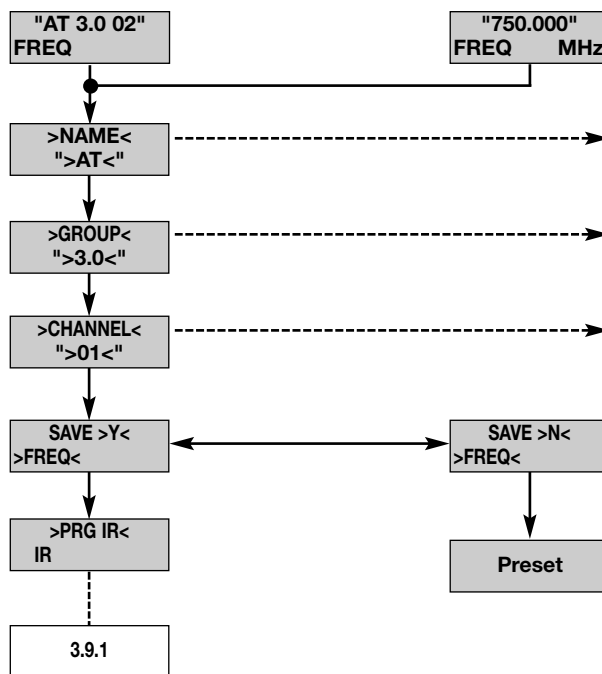 "AT 3.0 02"
FREQ
"750.000"
FREQ MHz
>NAME<
">AT<"
>GROUP<
">3.0<"
>CHANNEL<
">01<"
SAVE >Y<
>FREQ<
SAVE >N<
>FREQ<
>PRG IR<
IR
Preset
3.9.1